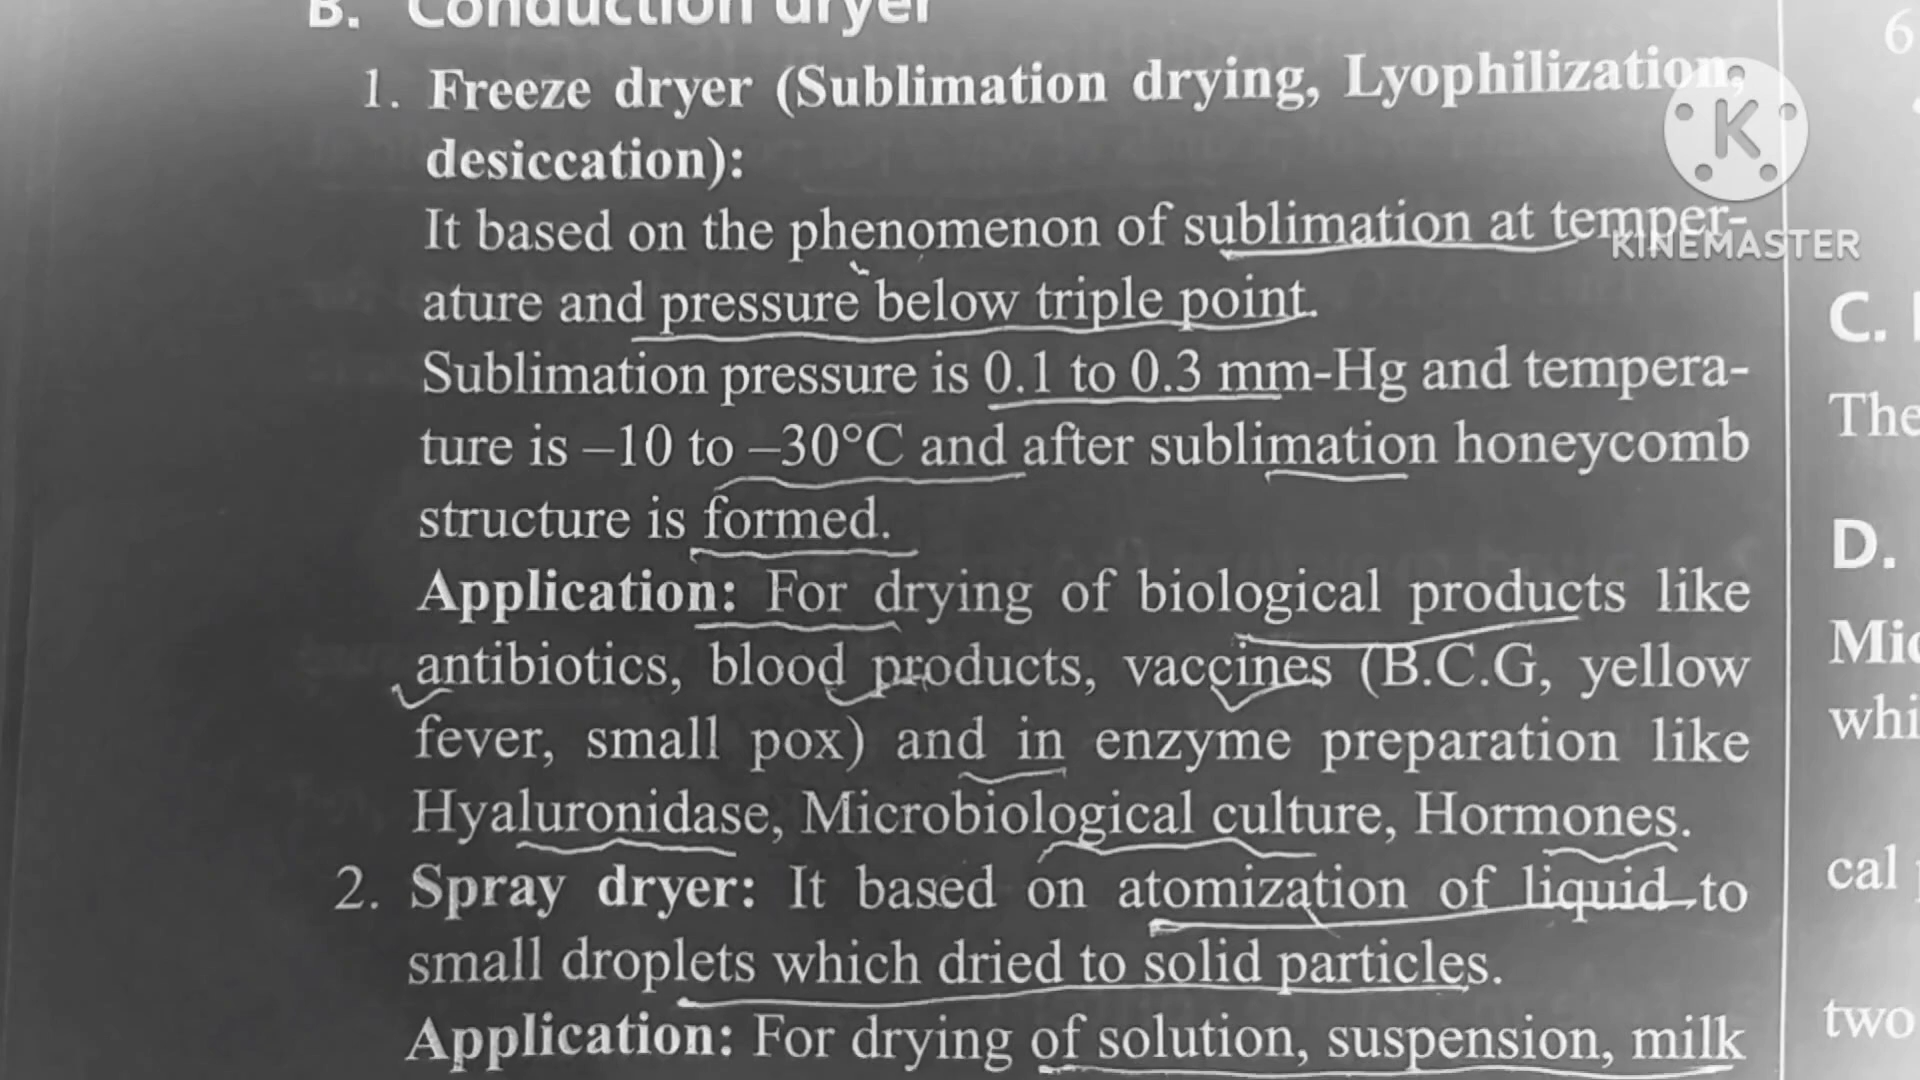 B. Conduction dryer
1. Freeze dryer (Sublimation drying, Lyophilization,
desiccation):
It based on the phenomenon of sublimation at temper-
ature and pressure below triple point.
Sublimation pressure is 0.1 to 0.3 mm-Hg and tempera-
ture is –10 to –30°C and after sublimation honeycomb
structure is formed.
Application: For drying of biological products like
antibiotics, blood products, vaccines (B.C.G, yellow
fever, small pox) and in enzyme preparation like
Hyaluronidase, Microbiological culture, Hormones.
2. Spray dryer: It based on atomization of liquid to
small droplets which dried to solid particles.
Application: For drying of solution, suspension, milk
6
C.
The
D.
whi
cal
two
K
KINEMASTER